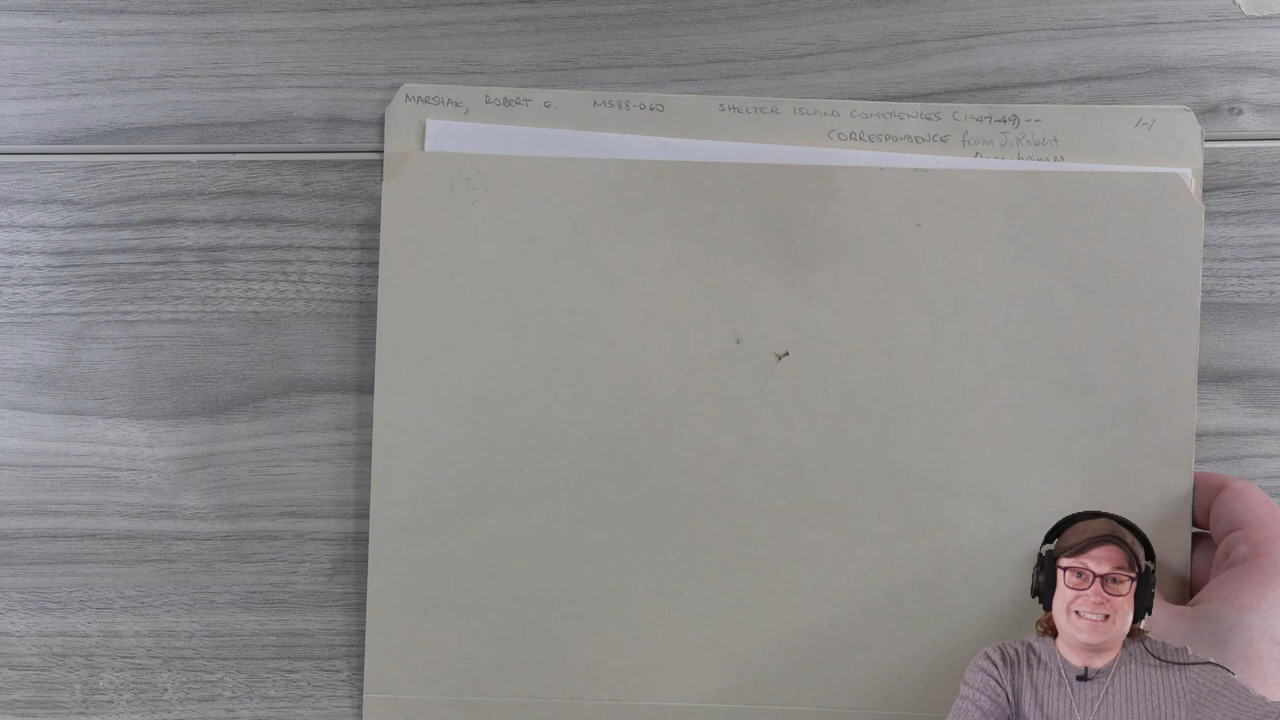 MARSHAK, ROBERT E. MS88-060 SHELTER ISLAND CONFERENCES (1947-49)-- 1-1
CORRESPONDENCE from J. Robert